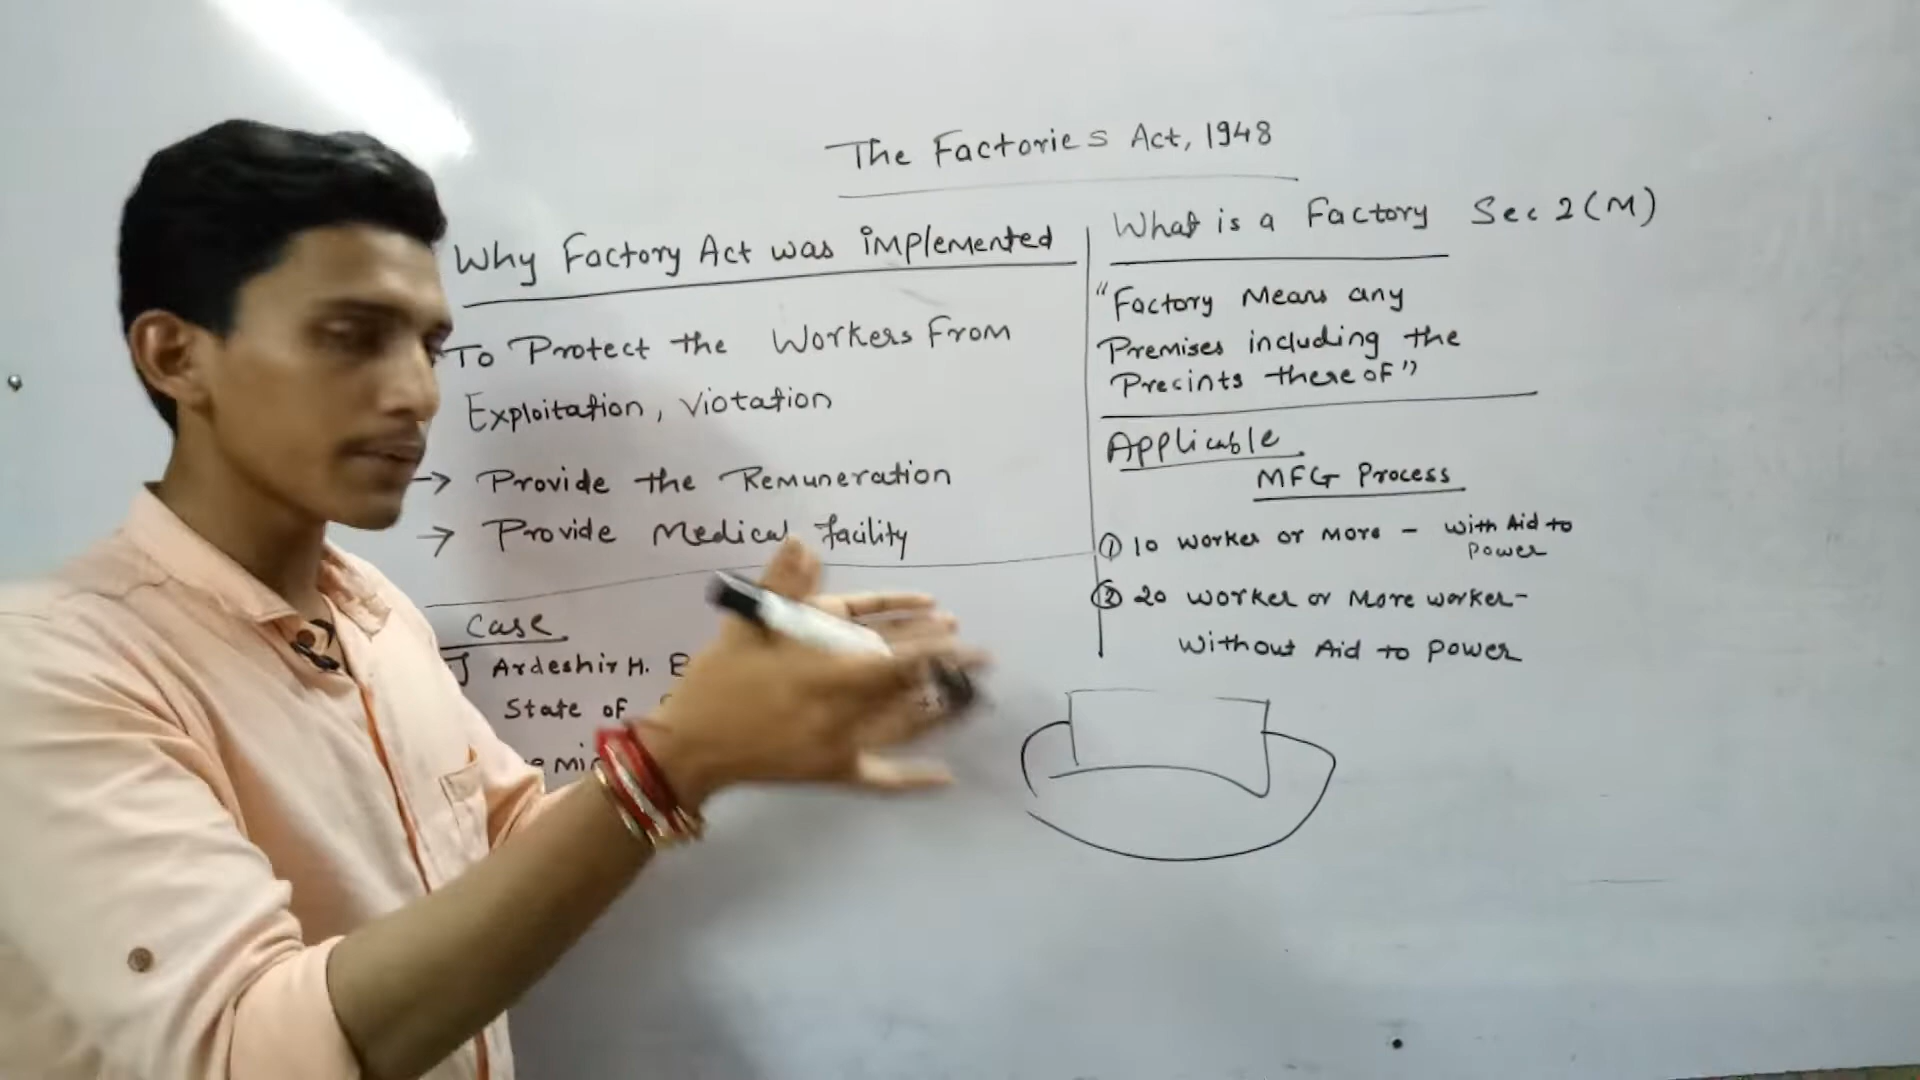 The Factories Act, 1948
Why Factory Act was implemented
To Protect the Workers From
Exploitation, Viotation
→ Provide the Remuneration
→ Provide Medical facility
Case
Ardeshir H.
State of
What is a Factory Sec 2(M)
"Factory Means any
Premises including the
Precints there of"
Applicable
MFG Process
① 10 worker or more - with Aid to
Power
② 20 worker or More worker-
without Aid to Power